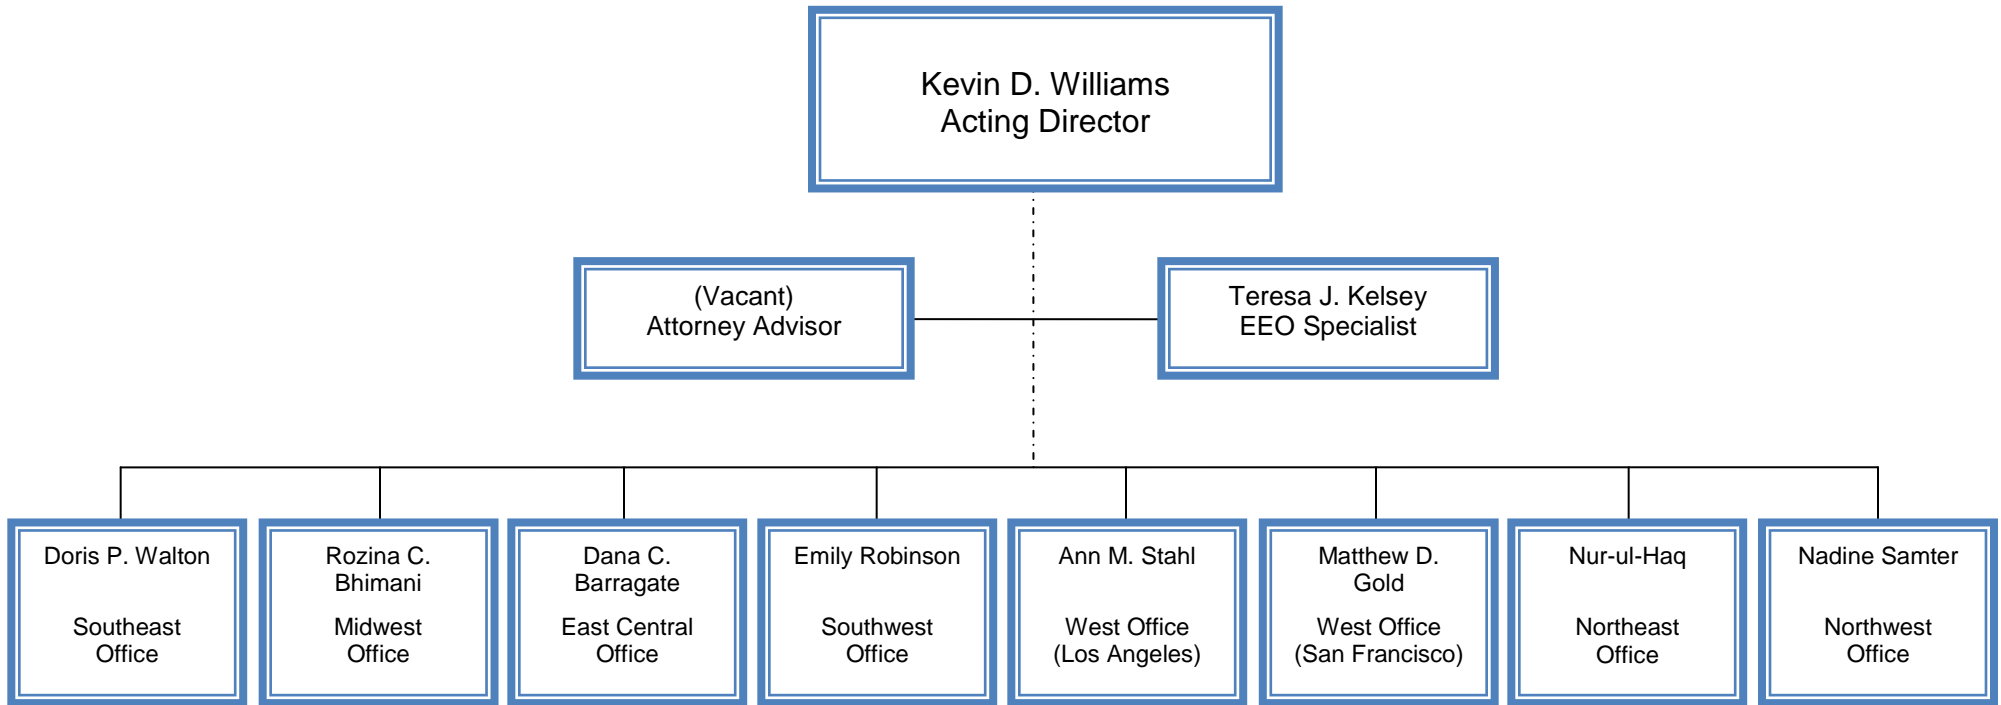 Kevin D. Williams
Acting Director
(Vacant)
Attorney Advisor
Teresa J. Kelsey
EEO Specialist
Doris P. Walton
Southeast
Office
Rozina C.
Bhimani
Midwest
Office
Dana C.
Barragate
East Central
Office
Emily Robinson
Southwest
Office
Ann M. Stahl
West Office
(Los Angeles)
Matthew D.
Gold
West Office
(San Francisco)
Nur-ul-Haq
Northeast
Office
Nadine Samter
Northwest
Office